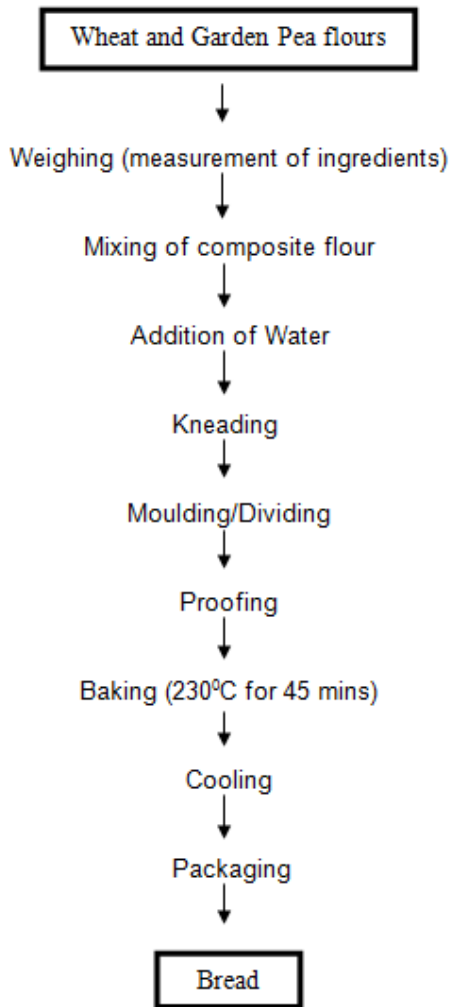 Wheat and Garden Pea flours
Weighing (measurement of ingredients)
Mixing of composite flour
Addition of Water
Kneading
Moulding/Dividing
Proofing
Baking (230⁰C for 45 mins)
Cooling
Packaging
Bread